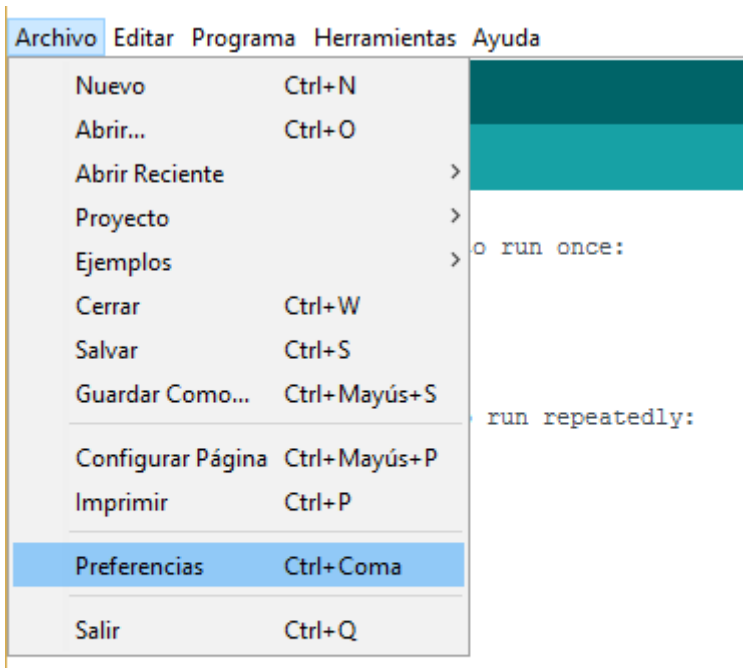 Archivo Editar Programa Herramientas Ayuda
Nuevo Ctrl+N
Abrir... Ctrl+O
Abrir Reciente
Proyecto
o run once:
Ejemplos
Cerrar Ctrl+W
Salvar Ctrl+S
Guardar Como... Ctrl+Mayús+S
run repeatedly:
Configurar Página Ctrl+Mayús+P
Imprimir Ctrl+P
Preferencias Ctrl+Coma
Salir Ctrl+Q